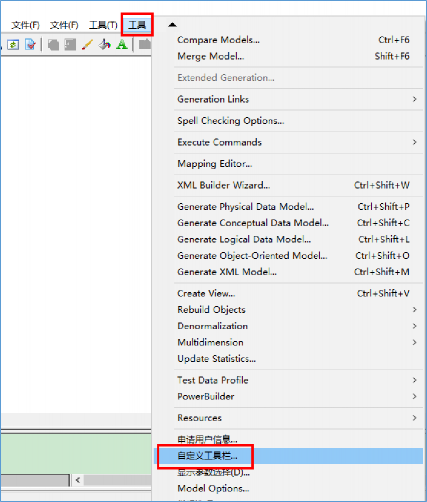 文件(F) 文件(F) 工具(T) 工具
Compare Models... Ctrl+F6
Merge Model... Shift+F6
Extended Generation...
Generation Links
Spell Checking Options...
Execute Commands
Mapping Editor...
XML Builder Wizard... Ctrl+Shift+W
Generate Physical Data Model... Ctrl+Shift+P
Generate Conceptual Data Model... Ctrl+Shift+C
Generate Logical Data Model... Ctrl+Shift+L
Generate Object-Oriented Model... Ctrl+Shift+O
Generate XML Model... Ctrl+Shift+M
Create View... Ctrl+Shift+V
Rebuild Objects
Denormalization
Multidimension
Update Statistics...
Test Data Profile
PowerBuilder
Resources
申请用户信息...
自定义工具栏...
显示参数选择(D)...
Model Options...